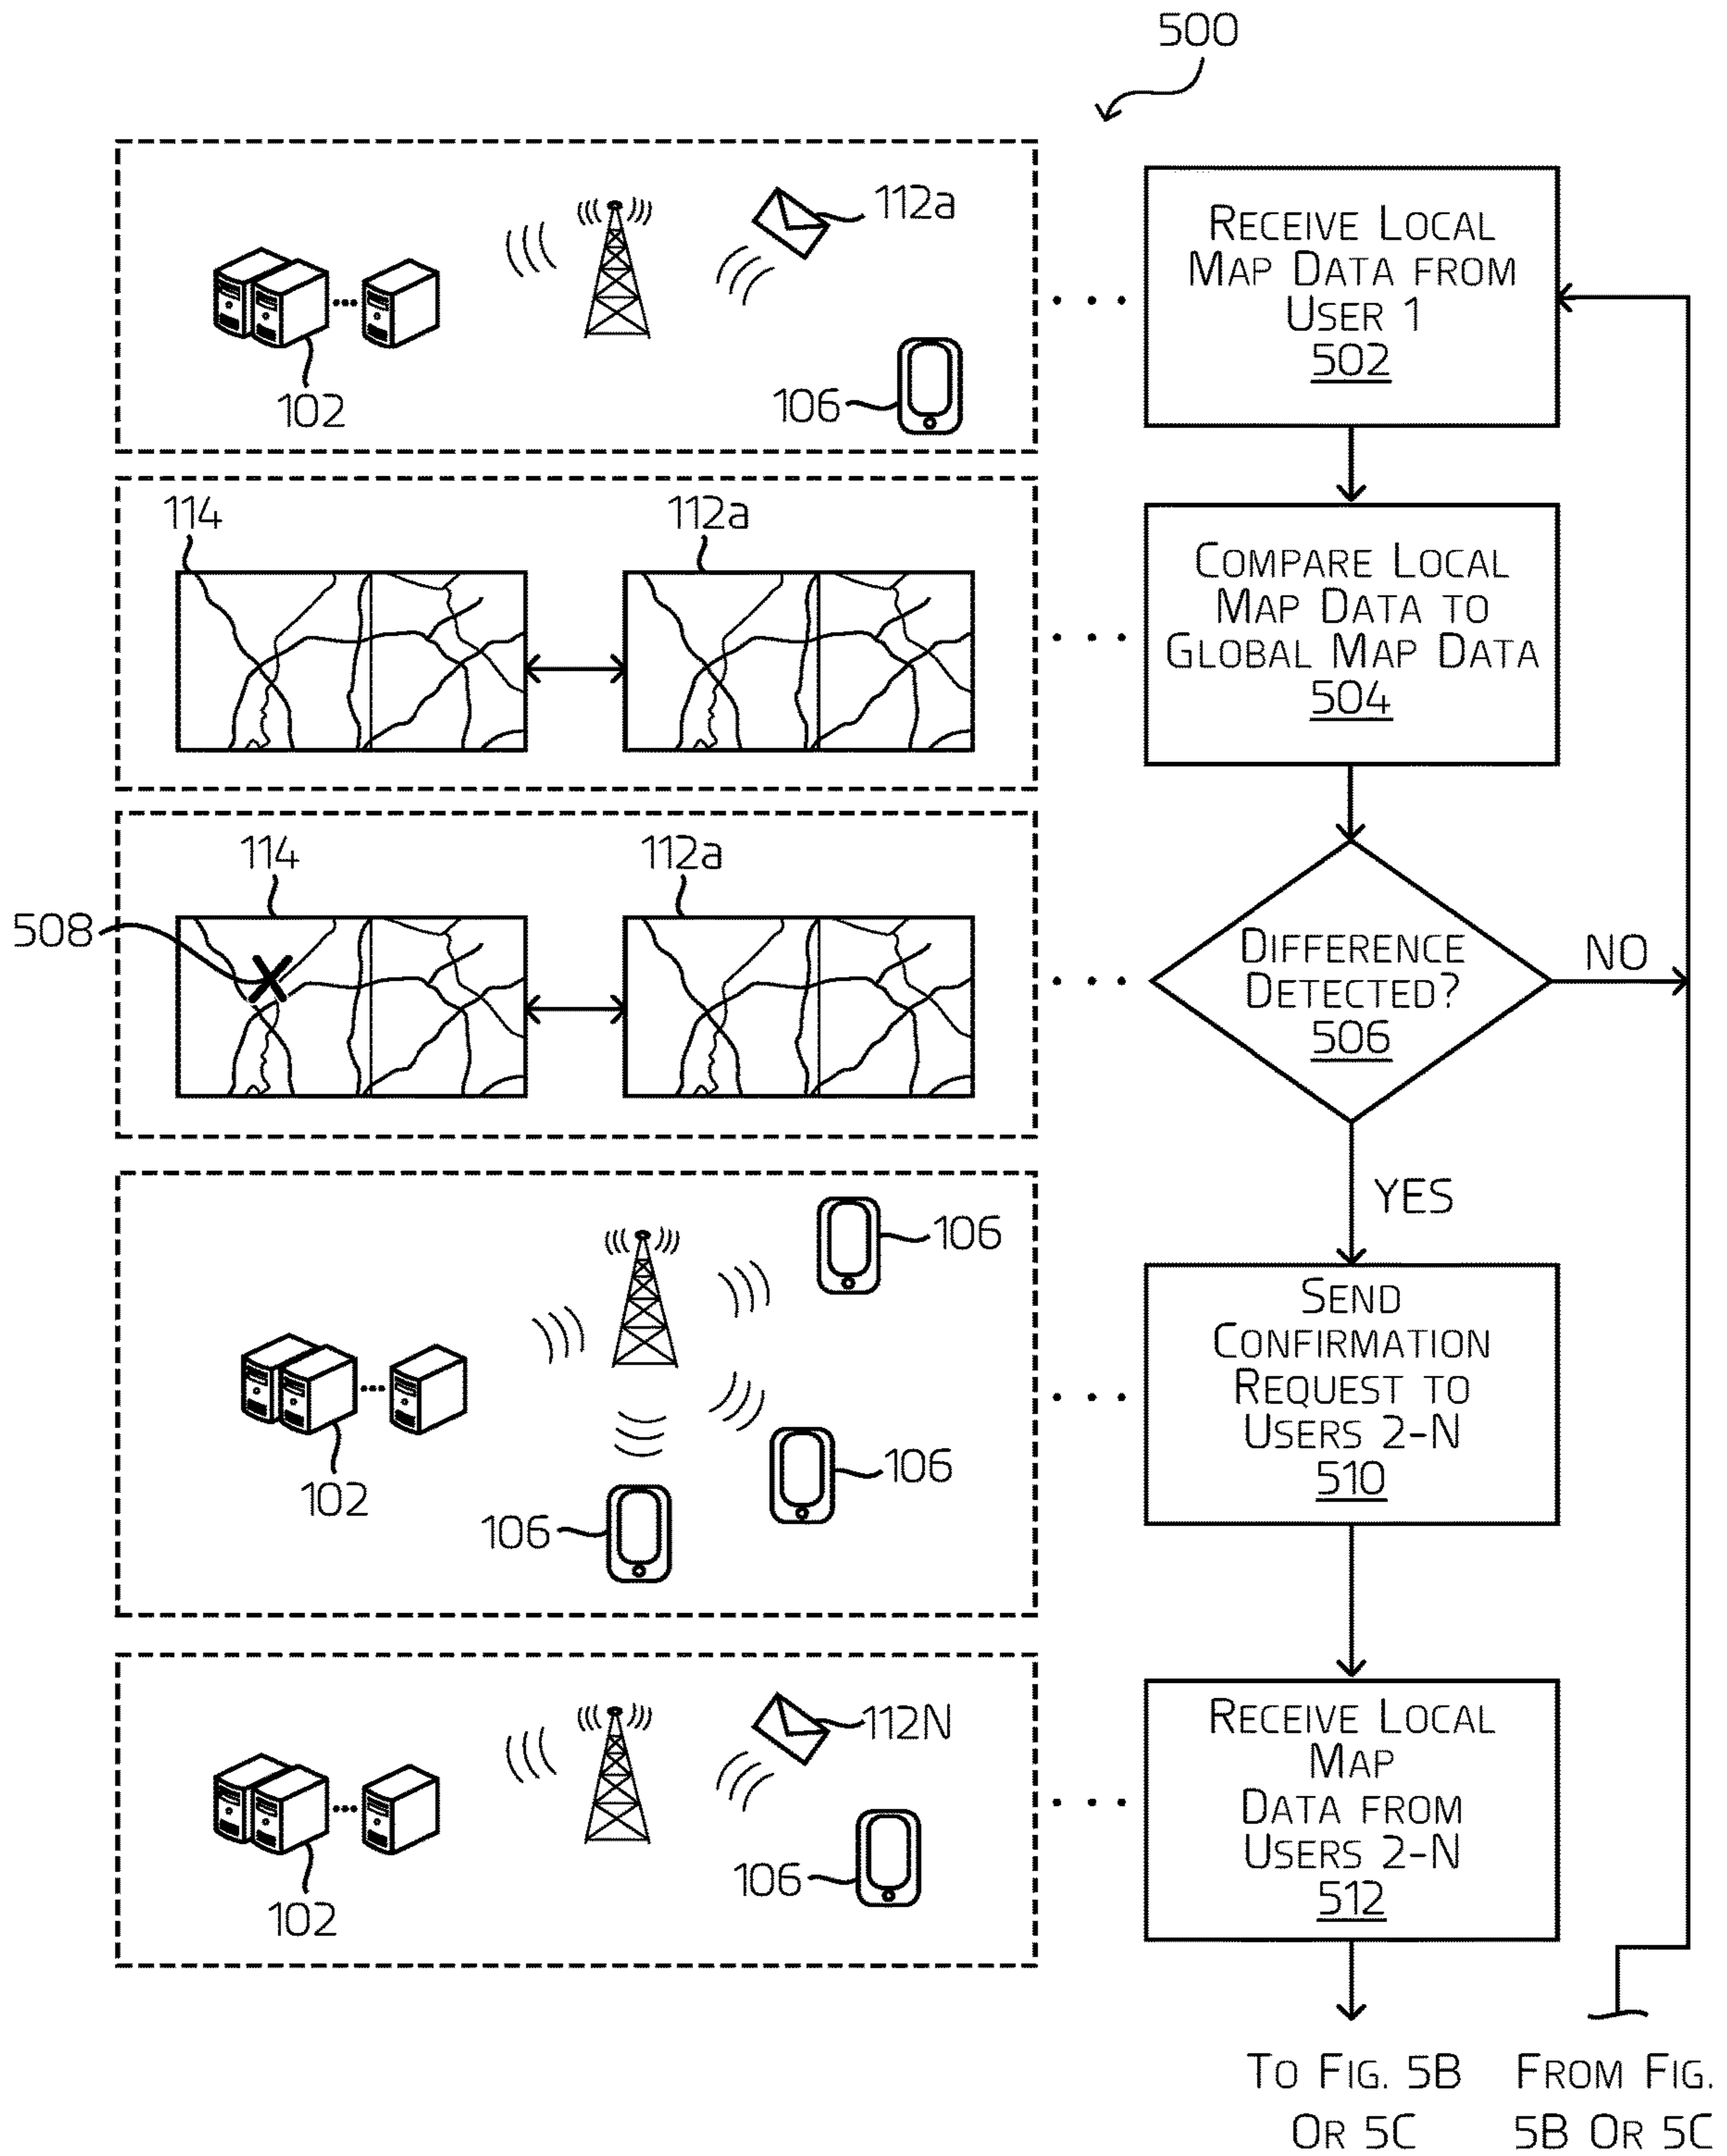 500
112a
102
106
RECEIVE LOCAL
MAP DATA FROM
USER 1
502
114
112a
COMPARE LOCAL
MAP DATA TO
GLOBAL MAP DATA
504
114
112a
508
DIFFERENCE
DETECTED?
506
NO
YES
106
102
106
106
SEND
CONFIRMATION
REQUEST TO
USERS 2-N
510
112N
106
102
RECEIVE LOCAL
MAP
DATA FROM
USERS 2-N
512
TO FIG. 5B
OR 5C
FROM FIG.
5B OR 5C